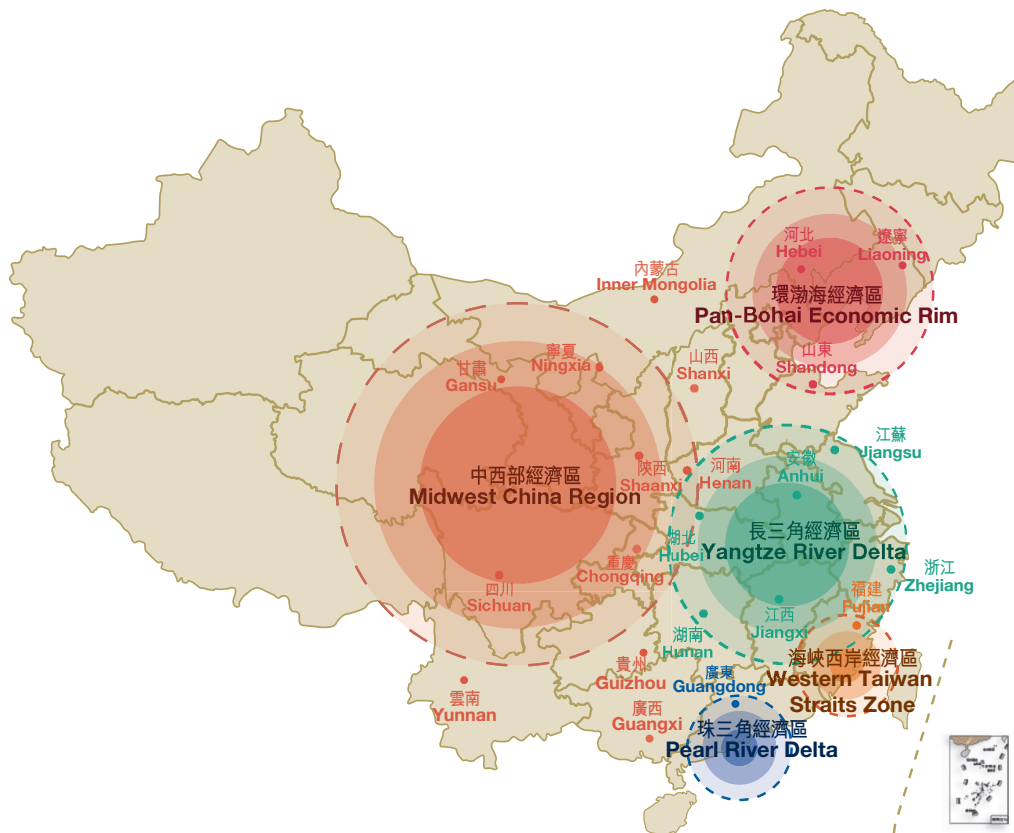 河北
Hebei
遼寧
Liaoning
內蒙古
Inner Mongolia
環渤海經濟區
Pan-Bohai Economic Rim
山西
Shanxi
山東
Shandong
甘肅
Gansu
寧夏
Ningxia
江蘇
Jiangsu
安徽
Anhui
陝西
Shaanxi
河南
Henan
中西部經濟區
Midwest China Region
湖北
Hubei
長三角經濟區
Yangtze River Delta
重慶
Chongqing
浙江
Zhejiang
四川
Sichuan
福建
Fujian
江西
Jiangxi
湖南
Hunan
海峽西岸經濟區
Western Taiwan
Straits Zone
貴州
Guizhou
廣東
Guangdong
雲南
Yunnan
廣西
Guangxi
珠三角經濟區
Pearl River Delta